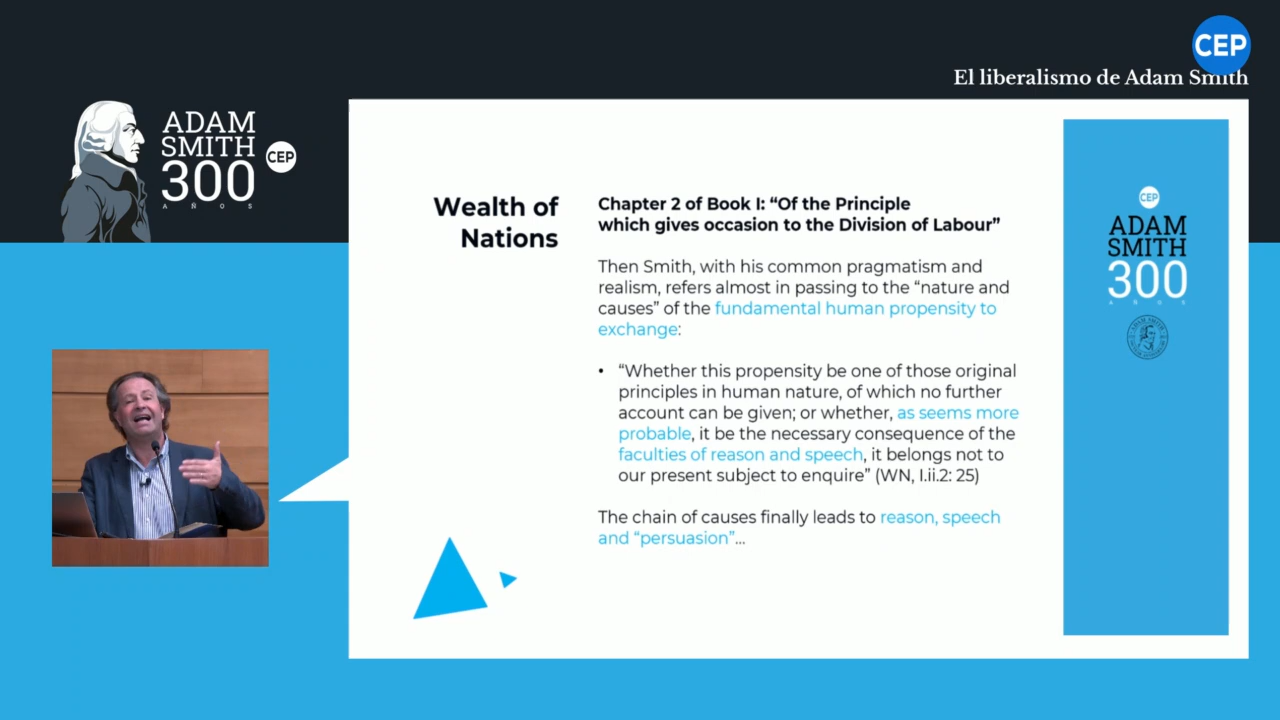 CEP
El liberalismo de Adam Smith
ADAM
SMITH
300
AÑOS
CEP
Wealth of
Nations
Chapter 2 of Book I: “Of the Principle
which gives occasion to the Division of Labour”
Then Smith, with his common pragmatism and
realism, refers almost in passing to the “nature and
causes” of the fundamental human propensity to
exchange:
• “Whether this propensity be one of those original
principles in human nature, of which no further
account can be given; or whether, as seems more
probable, it be the necessary consequence of the
faculties of reason and speech, it belongs not to
our present subject to enquire” (WN, I.ii.2: 25)
The chain of causes finally leads to reason, speech
and “persuasion”...
CEP
ADAM
SMITH
300
AÑOS